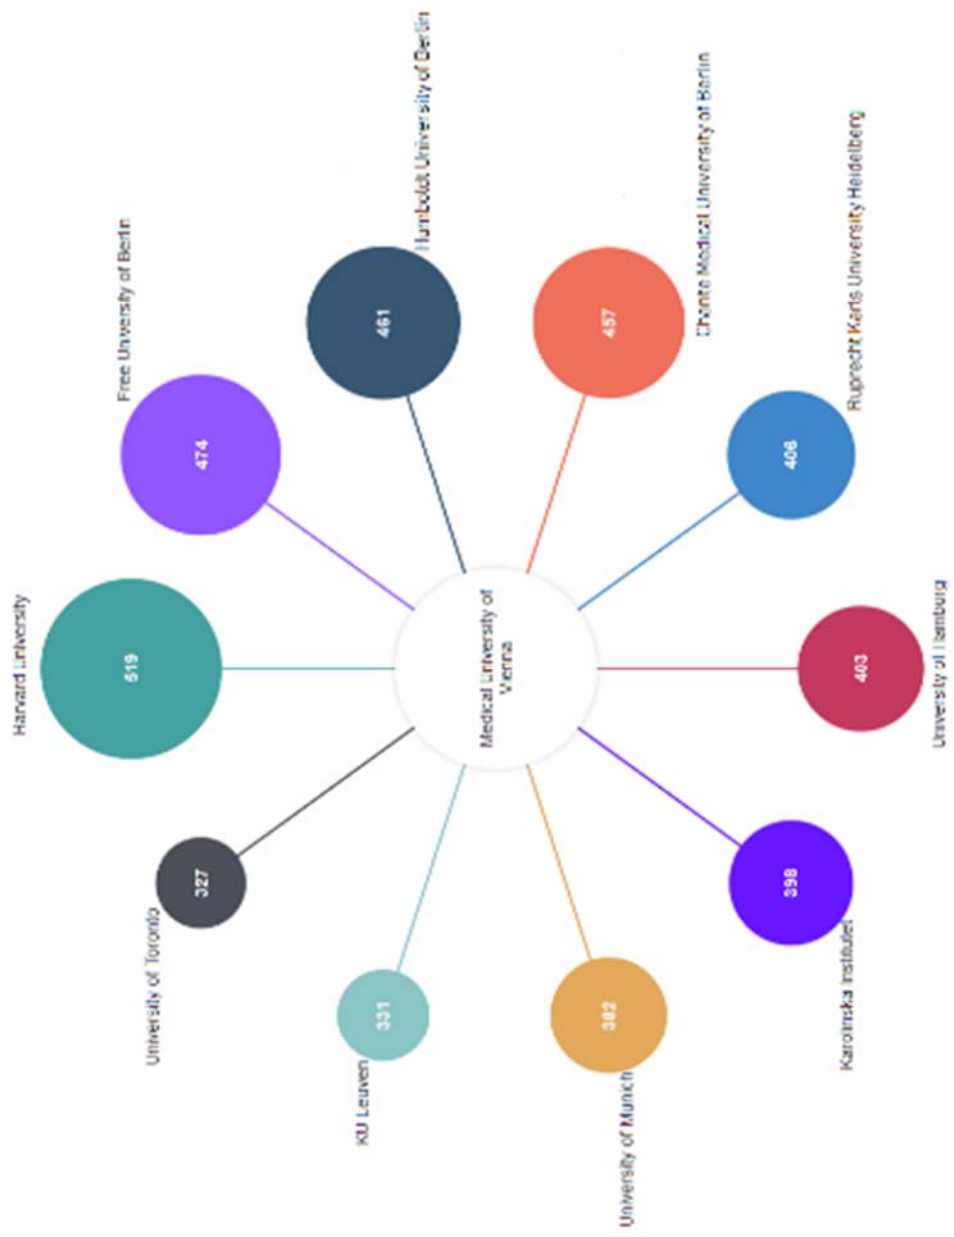 Harvard University
519
Free University of Berlin
474
Humboldt University of Berlin
461
Charite Medical University of Berlin
457
Ruprecht Karls University Heidelberg
406
University of Hamburg
403
Karolinska Institutet
398
University of Munich
382
KU Leuven
331
University of Toronto
327
Medical University of
Vienna